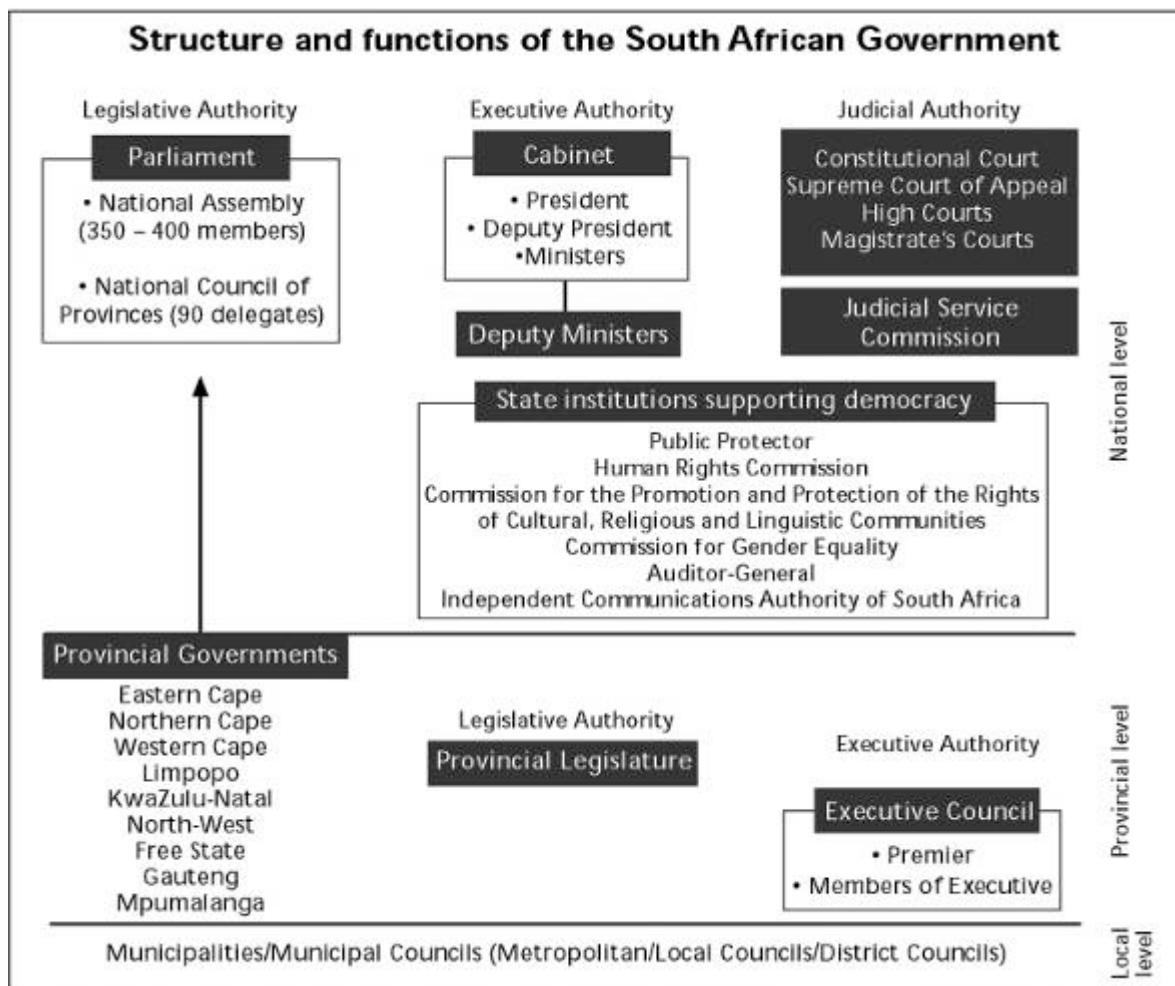 Structure and functions of the South African Government
Legislative Authority
Parliament
• National Assembly
(350 – 400 members)
• National Council of
Provinces (90 delegates)
Executive Authority
Cabinet
• President
• Deputy President
•Ministers
Deputy Ministers
Judicial Authority
Constitutional Court
Supreme Court of Appeal
High Courts
Magistrate's Courts
Judicial Service
Commission
State institutions supporting democracy
Public Protector
Human Rights Commission
Commission for the Promotion and Protection of the Rights
of Cultural, Religious and Linguistic Communities
Commission for Gender Equality
Auditor-General
Independent Communications Authority of South Africa
National level
Provincial Governments
Eastern Cape
Northern Cape
Western Cape
Limpopo
KwaZulu-Natal
North-West
Free State
Gauteng
Mpumalanga
Legislative Authority
Provincial Legislature
Executive Authority
Executive Council
• Premier
• Members of Executive
Provincial level
Municipalities/Municipal Councils (Metropolitan/Local Councils/District Councils)
Local
level